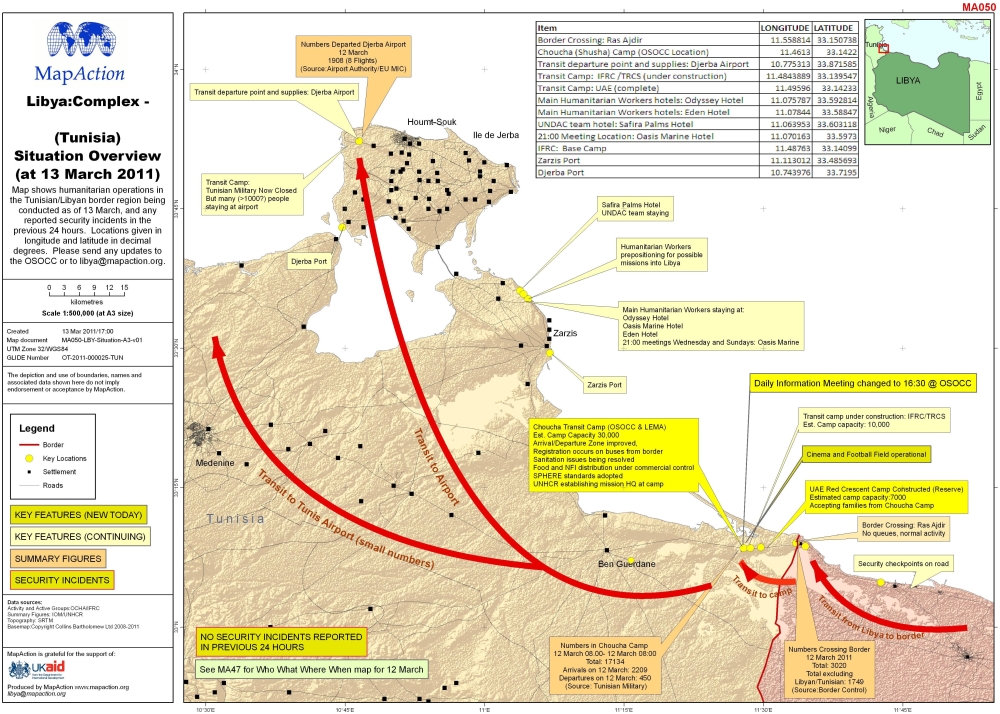 MA050
MapAction
Libya:Complex -
(Tunisia)
Situation Overview
(at 13 March 2011)
Map shows humanitarian operations in
the Tunisian/Libyan border region being
conducted as of 13 March, and any
reported security incidents in the
previous 24 hours. Locations given in
longitude and latitude in decimal
degrees. Please send any updates to
the OSOCC or to libya@mapaction.org.
0 3 6 9 12 15
kilometres
Scale 1:500,000 (at A3 size)
Created 13 Mar 2011/17:00
Map document MA050-LBY-Situation-A3-v01
UTM Zone 32/WGS84
GLIDE Number OT-2011-000025-TUN
The depiction and use of boundaries, names and
associated data shown here do not imply
endorsement or acceptance by MapAction.
Legend
Border
Key Locations
Settlement
Roads
KEY FEATURES (NEW TODAY)
KEY FEATURES (CONTINUING)
SUMMARY FIGURES
SECURITY INCIDENTS
Data sources:
Activity and Active Groups:OCHA/IFRC
Summary Figures: IOM/UNHCR
Topography: SRTM
Basemap:Copyright Collins Bartholomew Ltd 2008-2011
MapAction is grateful for the support of:
UKaid
Produced by MapAction www.mapaction.org
libya@mapaction.org
Numbers Departed Djerba Airport
12 March
1908 (8 Flights)
(Source:Airport Authority/EU MIC)
Transit departure point and supplies: Djerba Airport
Houmt-Souk
Ile de Jerba
Transit Camp:
Tunisian Military Now Closed
But many (>1000?) people
staying at airport
Djerba Port
Item LONGITUDE LATITUDE
Border Crossing: Ras Ajdir 11.558814 33.150738
Choucha (Shusha) Camp (OSOCC Location) 11.4613 33.1422
Transit departure point and supplies: Djerba Airport 10.775313 33.871585
Transit Camp: IFRC /TRCS (under construction) 11.4843889 33.139547
Transit Camp: UAE (complete) 11.49596 33.14233
Main Humanitarian Workers hotels: Odyssey Hotel 11.075787 33.592814
Main Humanitarian Workers hotels: Eden Hotel 11.07844 33.58847
UNDAC team hotel: Safira Palms Hotel 11.063953 33.603118
21:00 Meeting Location: Oasis Marine Hotel 11.070163 33.5973
IFRC: Base Camp 11.48763 33.14099
Zarzis Port 11.113012 33.485693
Djerba Port 10.743976 33.7195
Tunisia
LIBYA
Egypt
Algeria
Niger
Chad
Sudan
Safira Palms Hotel
UNDAC team staying
Humanitarian Workers
prepositioning for possible
missions into Libya
Main Humanitarian Workers staying at:
Odyssey Hotel
Oasis Marine Hotel
Eden Hotel
21:00 meetings Wednesday and Sundays: Oasis Marine
Zarzis
Zarzis Port
Daily Information Meeting changed to 16:30 @ OSOCC
Choucha Transit Camp (OSOCC & LEMA)
Est. Camp Capacity 30,000
Arrival/Departure Zone improved,
Registration occurs on buses from border
Sanitation issues being resolved
Food and NFI distribution under commercial control
SPHERE standards adopted
UNHCR establishing mission HQ at camp
Transit camp under construction: IFRC/TRCS
Est. Camp capacity: 10,000
Cinema and Football Field operational
UAE Red Crescent Camp Constructed (Reserve)
Estimated camp capacity:7000
Accepting families from Choucha Camp
Border Crossing: Ras Ajdir
No queues, normal activity
Security checkpoints on road
Medenine
Tunisia
Ben Guerdane
Transit to Airport
Transit to Tunis Airport (small numbers)
Transit to camp
Transit from Libya to border
NO SECURITY INCIDENTS REPORTED
IN PREVIOUS 24 HOURS
See MA47 for Who What Where When map for 12 March
Numbers in Choucha Camp
12 March 08.00- 12 March 08:00
Total: 17134
Arrivals on 12 March: 2209
Departures on 12 March: 450
(Source: Tunisian Military)
Numbers Crossing Border
12 March 2011
Total: 3020
Total excluding
Libyan/Tunisian: 1749
(Source:Border Control)
10°30'E 10°45'E 11°E 11°15'E 11°30'E 11°45'E
34°N
33°45'N
33°30'N
33°15'N
33°N